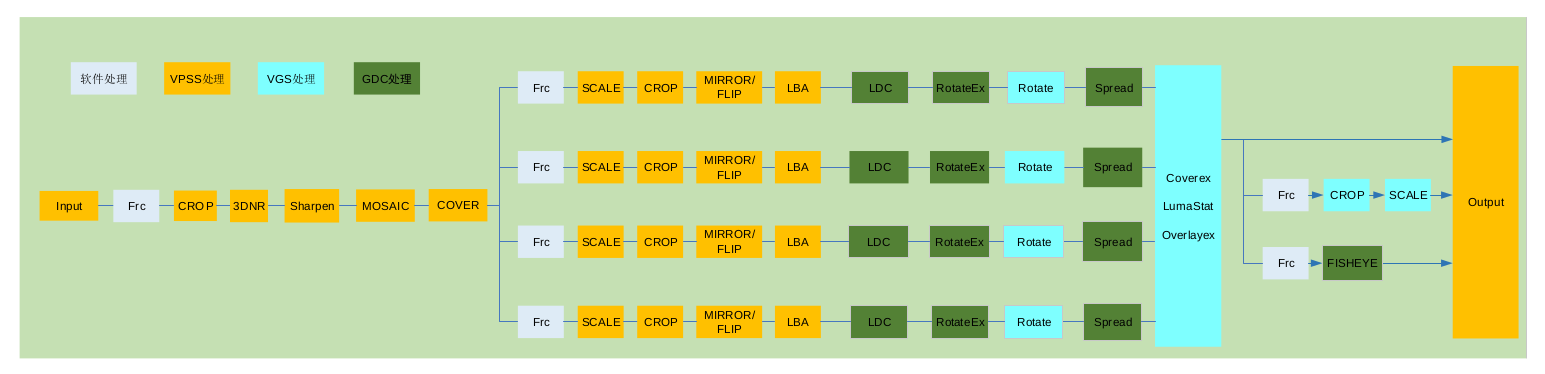 软件处理
VPSS处理
VGS处理
GDC处理
Frc
SCALE
CROP
MIRROR/
FLIP
LBA
LDC
RotateEx
Rotate
Spread
Frc
SCALE
CROP
MIRROR/
FLIP
LBA
LDC
RotateEx
Rotate
Spread
Input
Frc
CROP
3DNR
Sharpen
MOSAIC
COVER
Frc
SCALE
CROP
MIRROR/
FLIP
LBA
LDC
RotateEx
Rotate
Spread
Frc
SCALE
CROP
MIRROR/
FLIP
LBA
LDC
RotateEx
Rotate
Spread
Coverex
LumaStat
Overlayex
Frc
CROP
SCALE
Frc
FISHEYE
Output